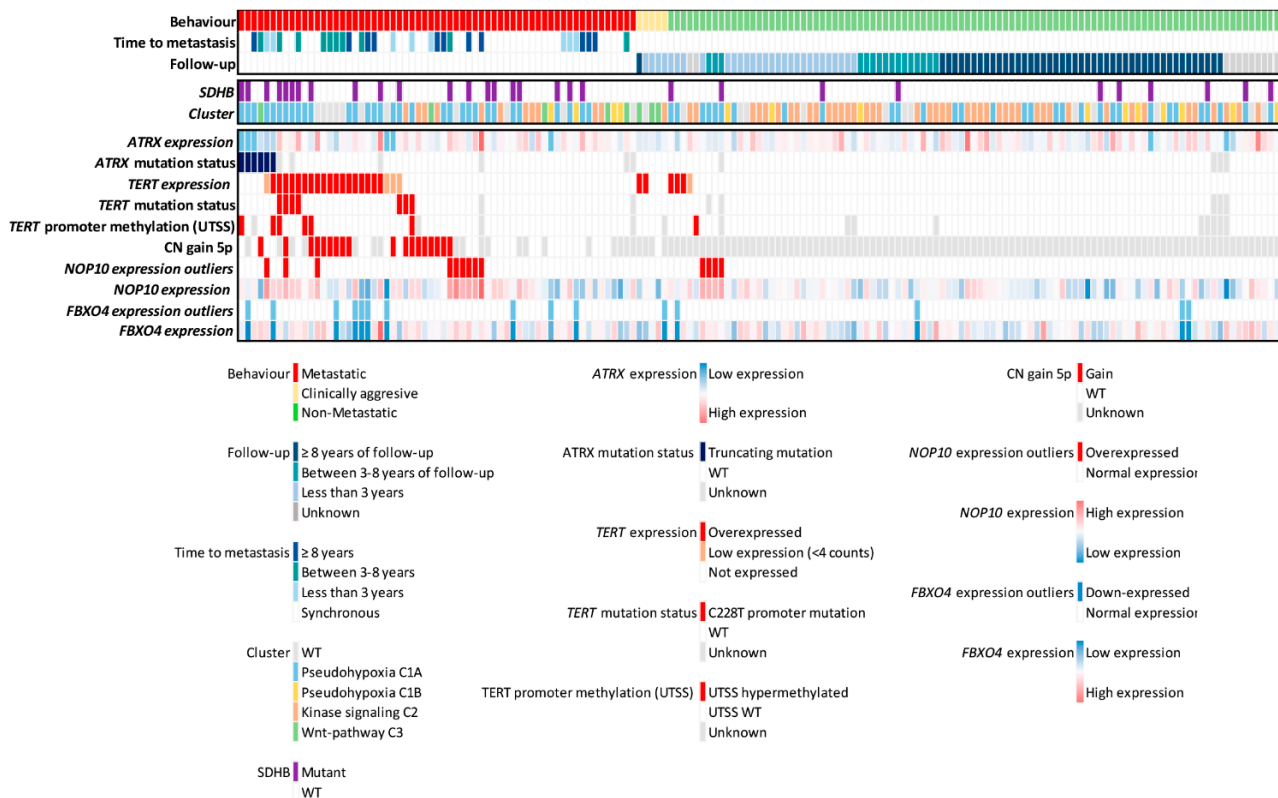 Behaviour
Time to metastasis
Follow-up
SDHB
Cluster
ATRX expression
ATRX mutation status
TERT expression
TERT mutation status
TERT promoter methylation (UTSS)
CN gain 5p
NOP10 expression outliers
NOP10 expression
FBXO4 expression outliers
FBXO4 expression
Behaviour Metastatic
Clinically aggresive
Non-Metastatic
Follow-up ≥ 8 years of follow-up
Between 3-8 years of follow-up
Less than 3 years
Unknown
Time to metastasis ≥ 8 years
Between 3-8 years
Less than 3 years
Synchronous
Cluster WT
Pseudohypoxia C1A
Pseudohypoxia C1B
Kinase signaling C2
Wnt-pathway C3
SDHB Mutant
WT
ATRX expression Low expression
High expression
ATRX mutation status Truncating mutation
WT
Unknown
TERT expression Overexpressed
Low expression (<4 counts)
Not expressed
TERT mutation status C228T promoter mutation
WT
Unknown
TERT promoter methylation (UTSS) UTSS hypermethylated
UTSS WT
Unknown
CN gain 5p Gain
WT
Unknown
NOP10 expression outliers Overexpressed
Normal expression
NOP10 expression High expression
Low expression
FBXO4 expression outliers Down-expressed
Normal expression
FBXO4 expression Low expression
High expression